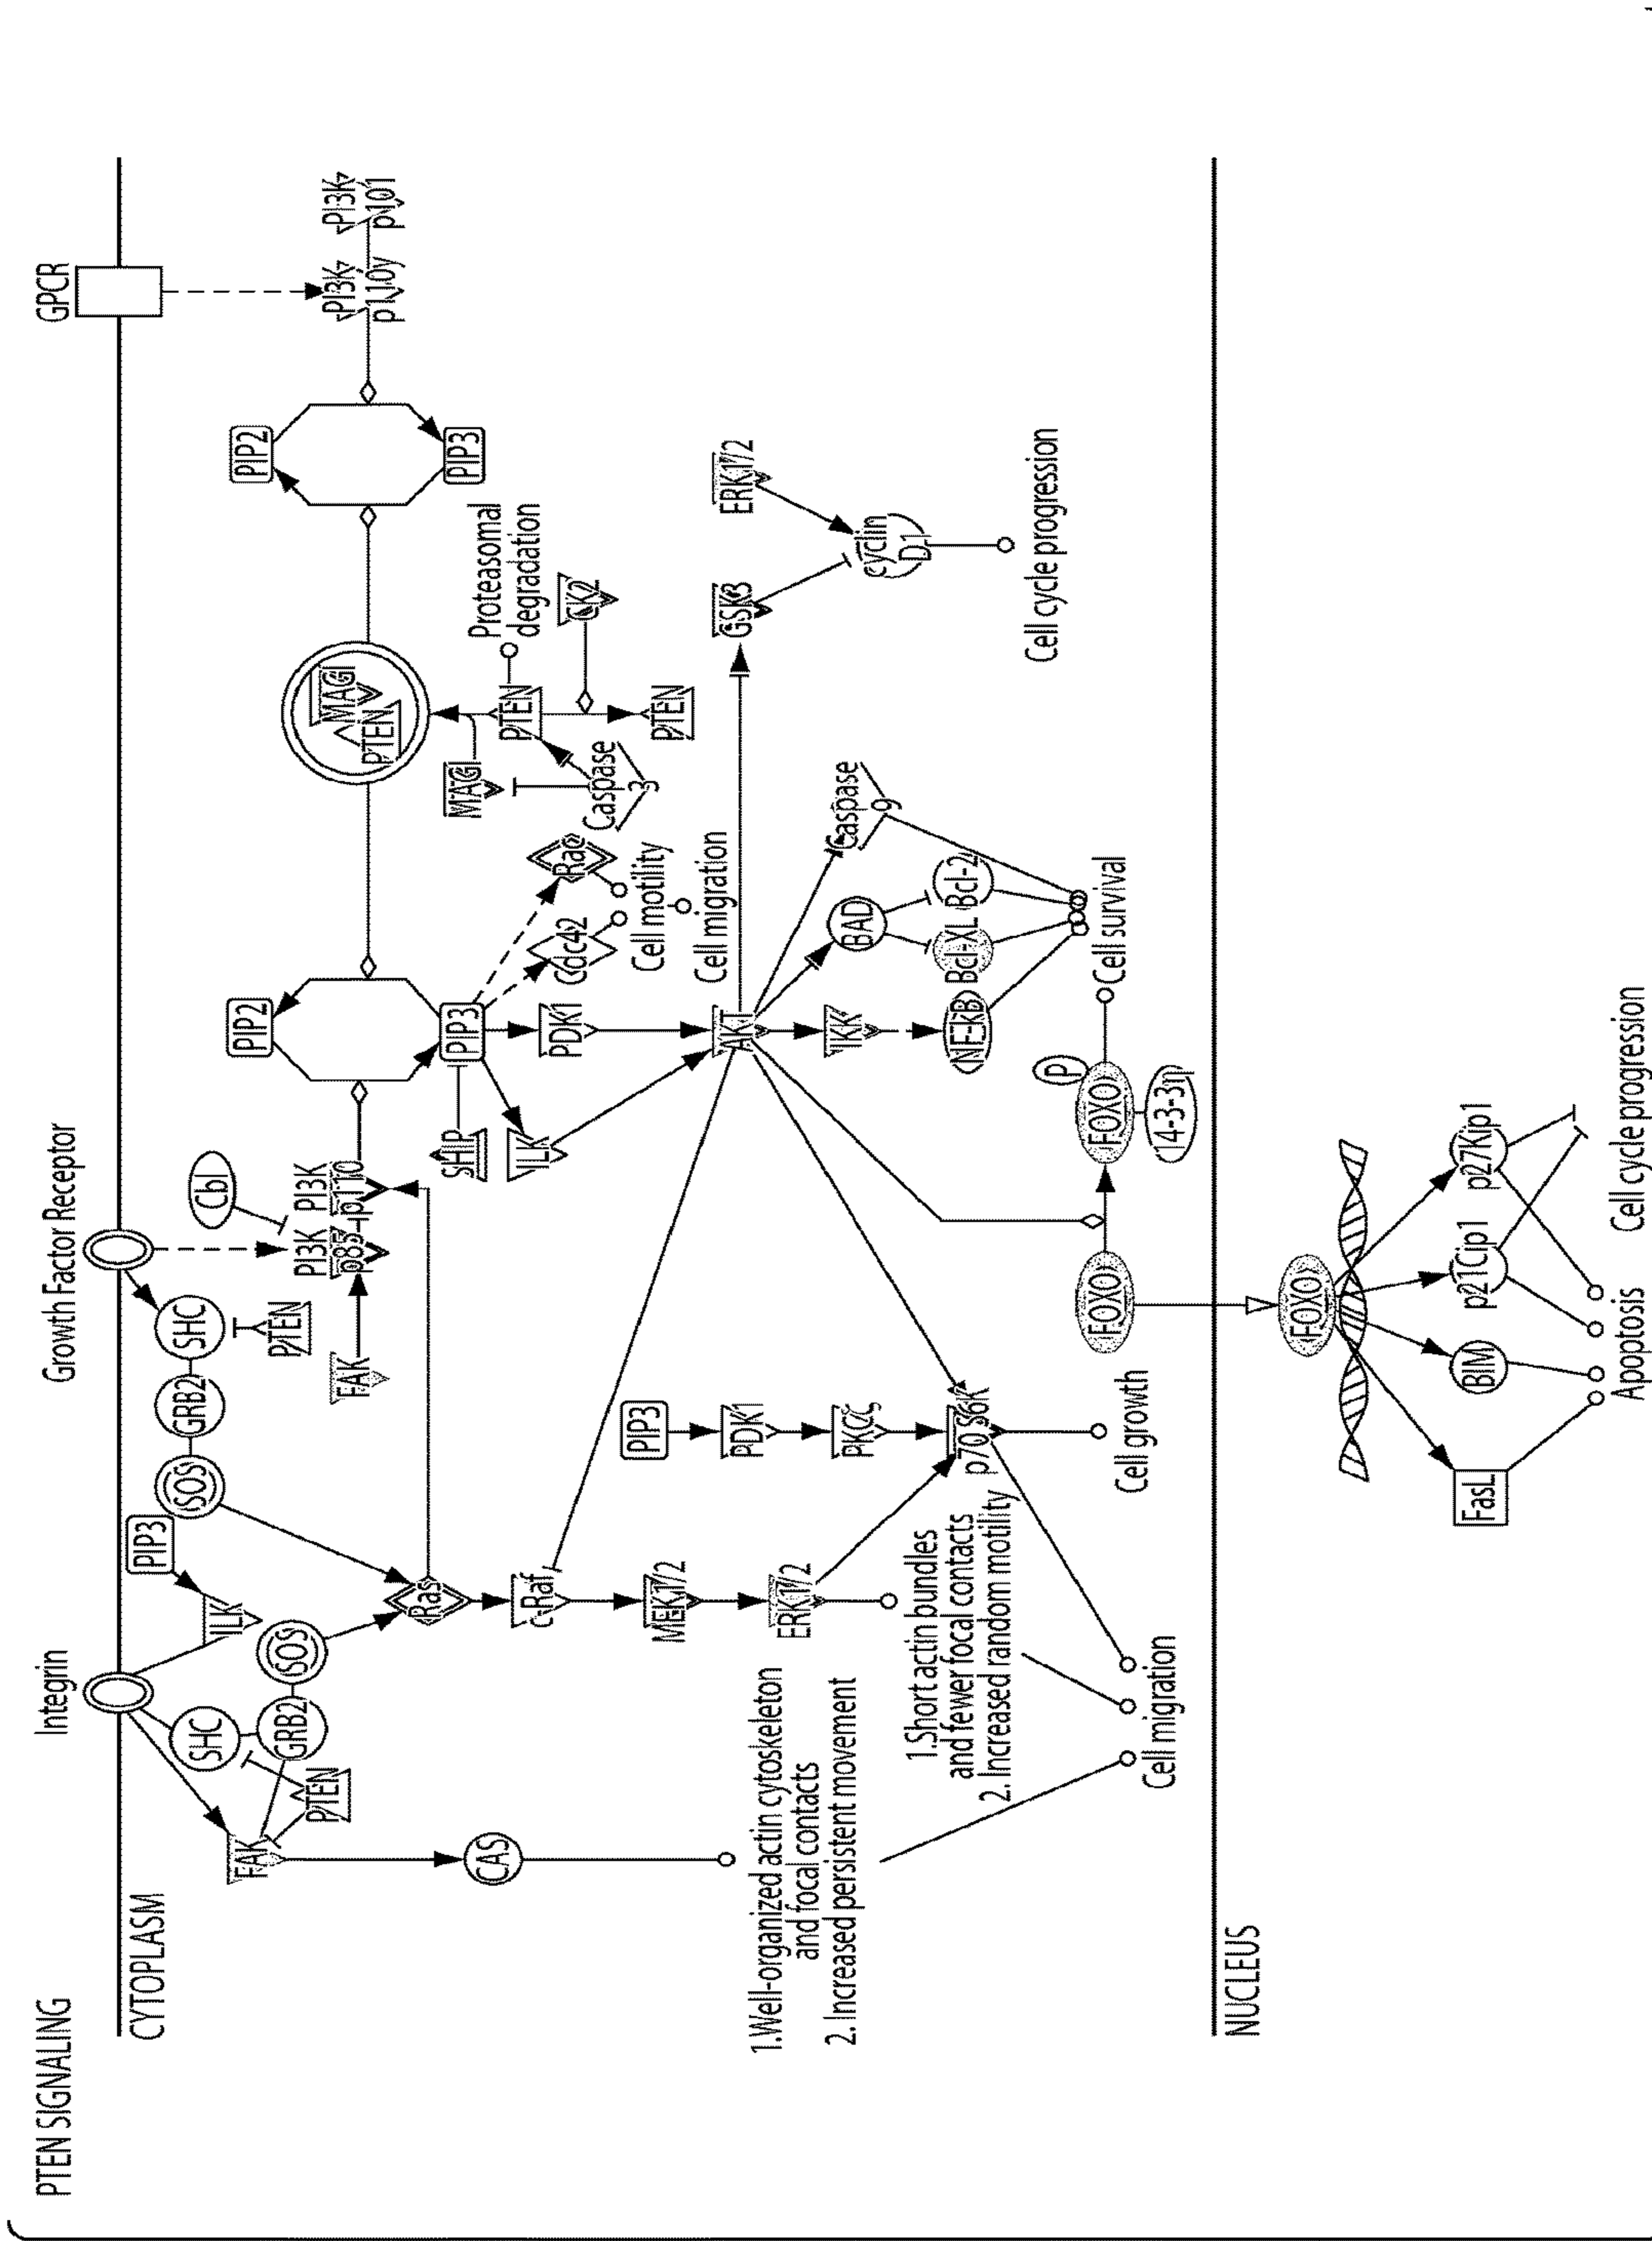 PTEN SIGNALING
Integrin
Growth Factor Receptor
GPCR
CYTOPLASM
PIP3
SOS
GRB2
SHC
Cbl
ILK
SHC
GRB2
SOS
FAK
PTEN
PTEN
FAK
PI3K
p85
PI3K
p110
PIP2
PIP2
MAGI
PTEN
PI3K
p110γ
PI3K
p101
Ras
CAS
SHIP
ILK
PIP3
PIP3
MAGI
PTEN
Proteasomal
degradation
c-Raf
PDK1
Cdc42
Rac
Caspase
3
CK2
Cell motility
PTEN
Cell migration
MEK1/2
PIP3
AKT
GSK3
ERK1/2
1.Well-organized actin cytoskeleton
and focal contacts
2. Increased persistent movement
ERK1/2
PDK1
PKCζ
IKK
BAD
Caspase
9
cyclin
D1
1.Short actin bundles
and fewer focal contacts
2. Increased random motility
p70 S6K
NF-kB
Bcl-XL
Bcl-2
Cell cycle progression
Cell migration
Cell growth
FOXO
FOXO
P
14-3-3η
Cell survival
NUCLEUS
FOXO
FasL
BIM
p21Cip1
p27Kip1
Apoptosis
Cell cycle progression